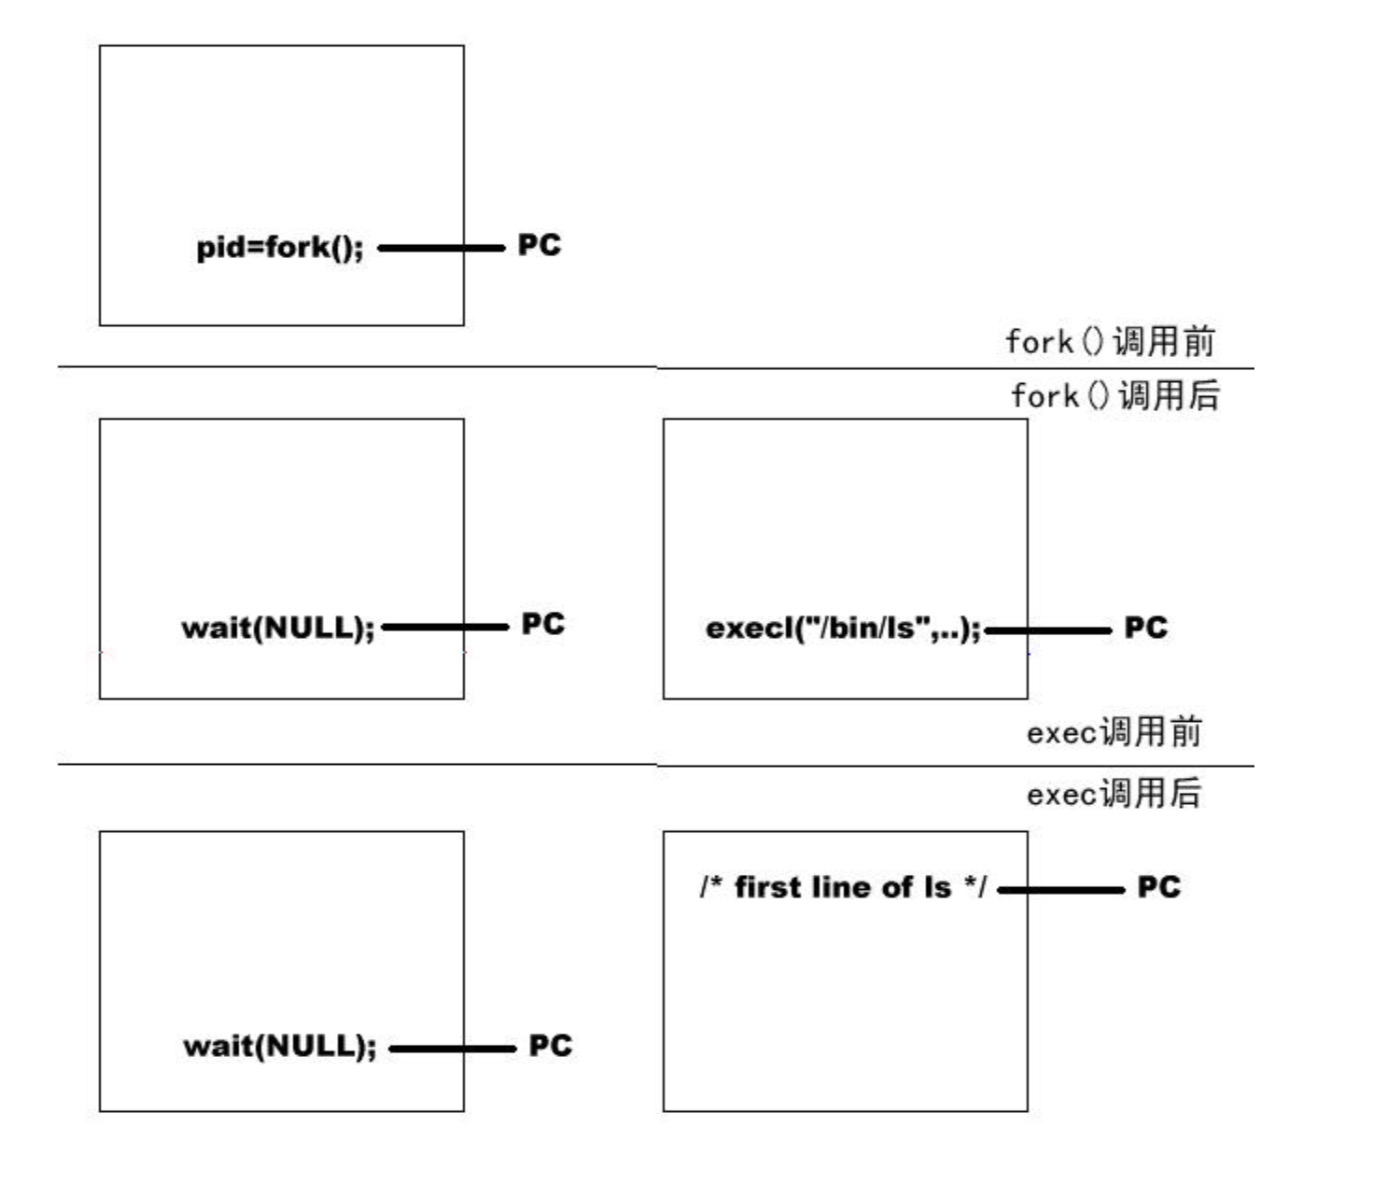 pid=fork(); PC
fork()调用前
fork()调用后
wait(NULL); PC
execl("/bin/ls",..); PC
exec调用前
exec调用后
/* first line of ls */ PC
wait(NULL); PC